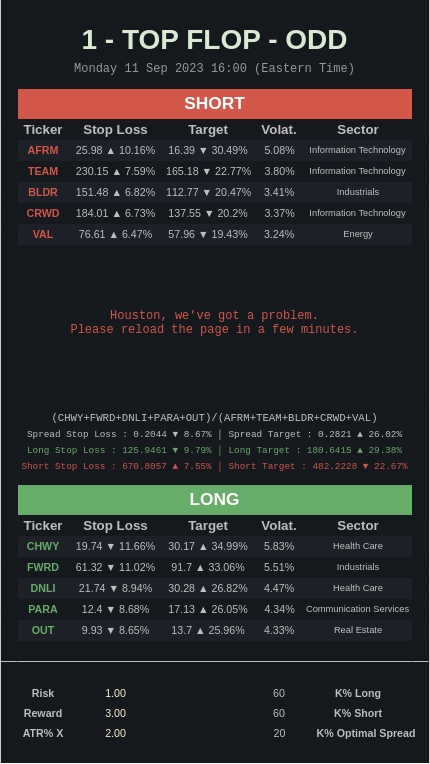 1 - TOP FLOP - ODD
Monday 11 Sep 2023 16:00 (Eastern Time)
SHORT
Ticker Stop Loss Target Volat. Sector
AFRM 25.98 ▲ 10.16% 16.39 ▼ 30.49% 5.08% Information Technology
TEAM 230.15 ▲ 7.59% 165.18 ▼ 22.77% 3.80% Information Technology
BLDR 151.48 ▲ 6.82% 112.77 ▼ 20.47% 3.41% Industrials
CRWD 184.01 ▲ 6.73% 137.55 ▼ 20.2% 3.37% Information Technology
VAL 76.61 ▲ 6.47% 57.96 ▼ 19.43% 3.24% Energy
Houston, we've got a problem.
Please reload the page in a few minutes.
(CHWY+FWRD+DNLI+PARA+OUT)/(AFRM+TEAM+BLDR+CRWD+VAL)
Spread Stop Loss : 0.2044 ▼ 8.67% | Spread Target : 0.2821 ▲ 26.02%
Long Stop Loss : 125.9461 ▼ 9.79% | Long Target : 180.6415 ▲ 29.38%
Short Stop Loss : 670.8057 ▲ 7.55% | Short Target : 482.2228 ▼ 22.67%
LONG
Ticker Stop Loss Target Volat. Sector
CHWY 19.74 ▼ 11.66% 30.17 ▲ 34.99% 5.83% Health Care
FWRD 61.32 ▼ 11.02% 91.7 ▲ 33.06% 5.51% Industrials
DNLI 21.74 ▼ 8.94% 30.28 ▲ 26.82% 4.47% Health Care
PARA 12.4 ▼ 8.68% 17.13 ▲ 26.05% 4.34% Communication Services
OUT 9.93 ▼ 8.65% 13.7 ▲ 25.96% 4.33% Real Estate
Risk 1.00 60 K% Long
Reward 3.00 60 K% Short
ATR% X 2.00 20 K% Optimal Spread